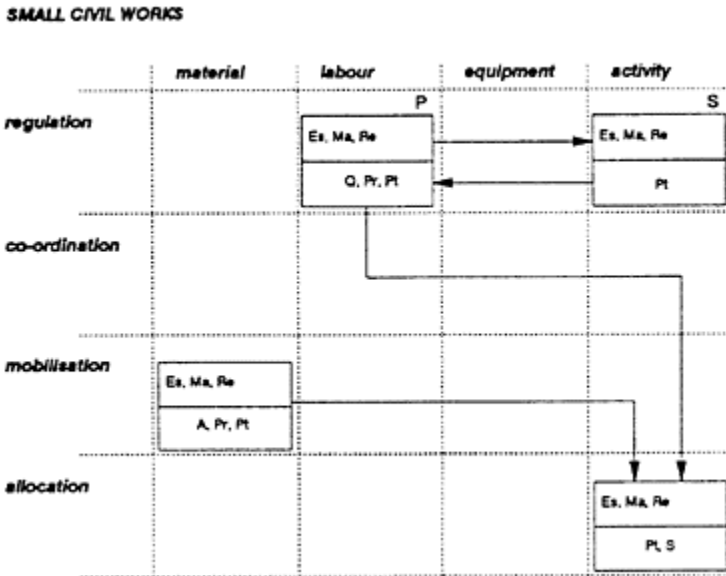 SMALL CIVIL WORKS
material labour equipment activity
P S
regulation
Es, Ma, Re Es, Ma, Re
Q, Pr, Pt Pt
co-ordination
mobilisation
Es, Ma, Re
A, Pr, Pt
allocation
Es, Ma, Re
Pt, S